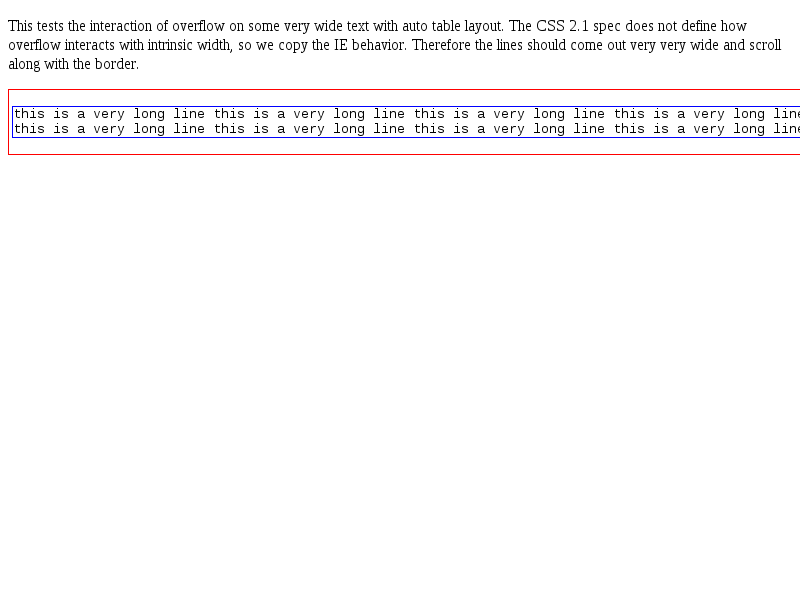 This tests the interaction of overflow on some very wide text with auto table layout. The CSS 2.1 spec does not define how
overflow interacts with intrinsic width, so we copy the IE behavior. Therefore the lines should come out very very wide and scroll
along with the border.
this is a very long line this is a very long line this is a very long line this is a very long line
this is a very long line this is a very long line this is a very long line this is a very long line